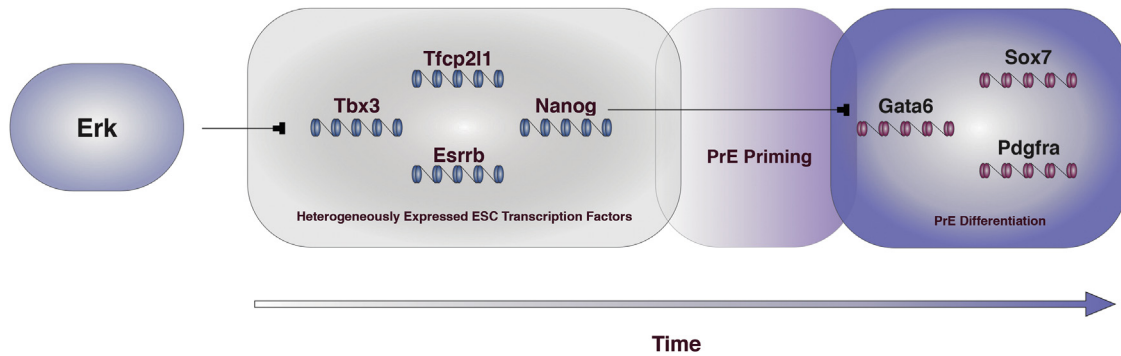 Erk
Tfcp2l1
Tbx3
Nanog
Esrrb
Heterogeneously Expressed ESC Transcription Factors
PrE Priming
Sox7
Gata6
Pdgfra
PrE Differentiation
Time